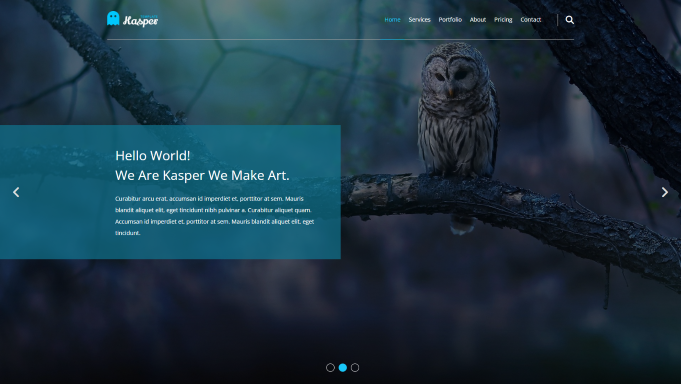 Kasper
Home Services Portfolio About Pricing Contact
Hello World!
We Are Kasper We Make Art.
Curabitur arcu erat, accumsan id imperdiet et, porttitor at sem. Mauris
blandit aliquet elit, eget tincidunt nibh pulvinar a. Curabitur aliquet quam.
Accumsan id imperdiet et, porttitor at sem. Mauris blandit aliquet elit, eget
tincidunt.